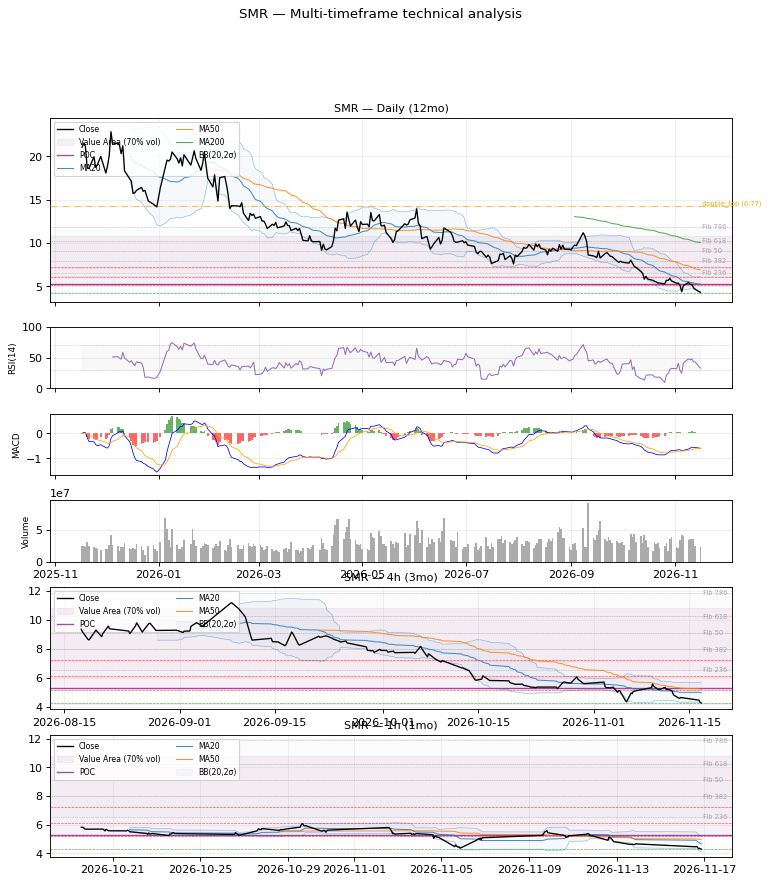 SMR — Multi-timeframe technical analysis
SMR — Daily (12mo)
Close
Value Area (70% vol)
POC
MA20
MA50
MA200
BB(20,2σ)
20
15
10
5
double_top (0.77)
Fib 786
Fib 618
Fib 50
Fib 382
Fib 236
RSI(14)
100
50
0
MACD
0
−1
1e7
Volume
5
0
2025-11 2026-01 2026-03 2026-05 2026-07 2026-09 2026-11
SMR — 4h (3mo)
Close
Value Area (70% vol)
POC
MA20
MA50
BB(20,2σ)
12
10
8
6
4
Fib 786
Fib 618
Fib 50
Fib 382
Fib 236
2026-08-15 2026-09-01 2026-09-15 2026-10-01 2026-10-15 2026-11-01 2026-11-15
SMR — 1h (1mo)
Close
Value Area (70% vol)
POC
MA20
MA50
BB(20,2σ)
12
10
8
6
4
Fib 786
Fib 618
Fib 50
Fib 382
Fib 236
2026-10-21 2026-10-25 2026-10-29 2026-11-01 2026-11-05 2026-11-09 2026-11-13 2026-11-17